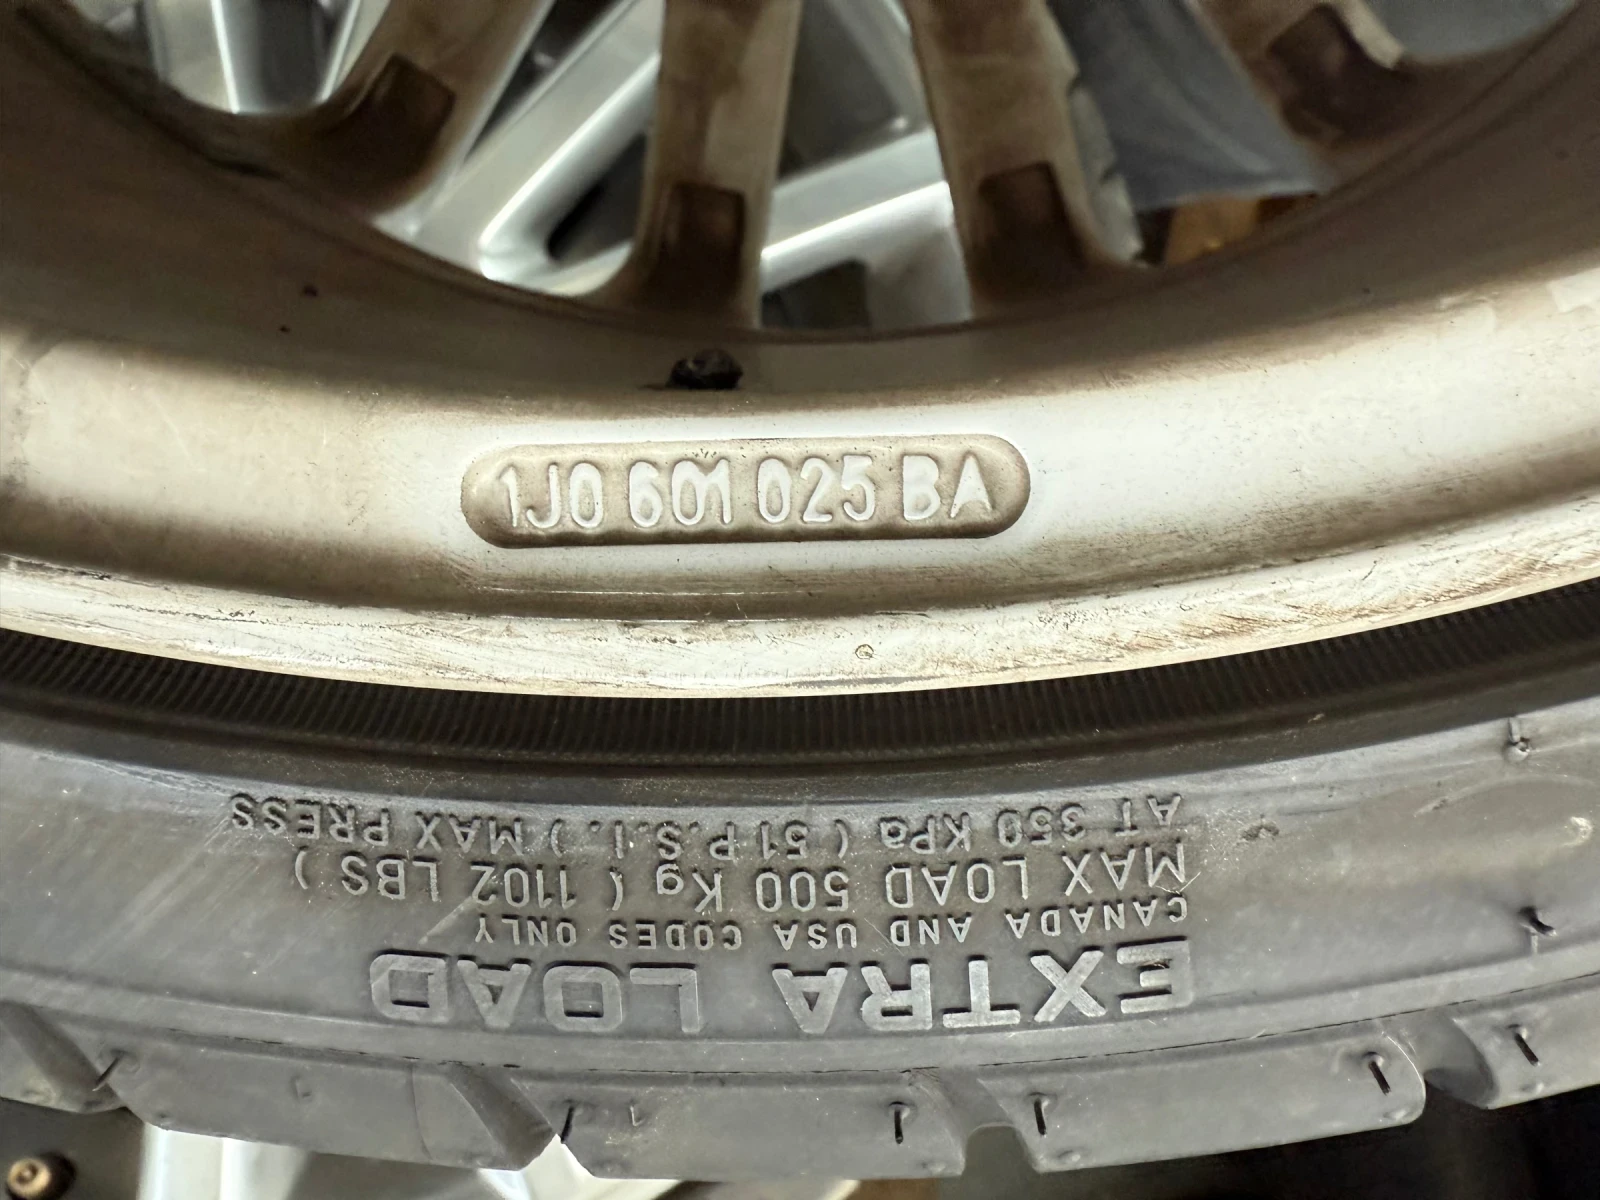 1J0 601 025 BA
EXTRA LOAD
CANADA AND USA CODES ONLY
MAX LOAD 500 Kg ( 1102 LBS )
AT 350 KPa ( 51 P.S.I. ) MAX PRESS